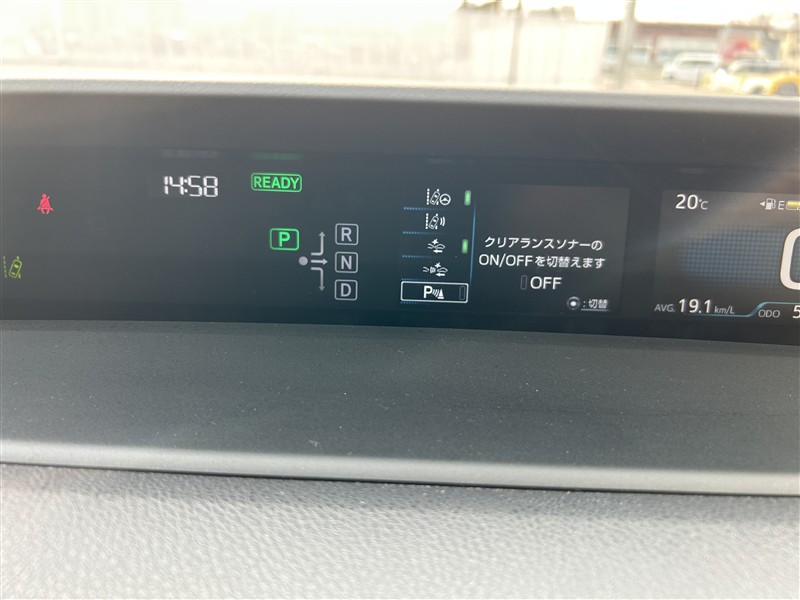 14:58
READY
P
R
N
D
P
クリアランスソナーの
ON/OFFを切替えます
OFF
:切替
20℃
E
AVG. 19.1 km/L
ODO 5